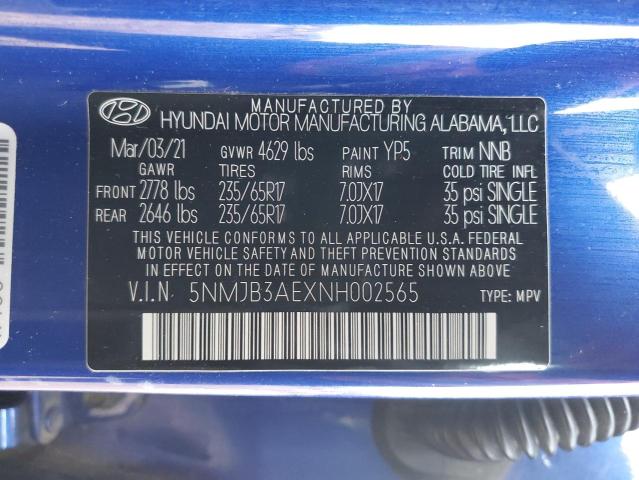 MANUFACTURED BY
HYUNDAI MOTOR MANUFACTURING ALABAMA, LLC
Mar/03/21 GVWR 4629 lbs PAINT YP5 TRIM NNB
GAWR TIRES RIMS COLD TIRE INFL
FRONT 2778 lbs 235/65R17 7.0JX17 35 psi SINGLE
REAR 2646 lbs 235/65R17 7.0JX17 35 psi SINGLE
THIS VEHICLE CONFORMS TO ALL APPLICABLE U.S.A. FEDERAL
MOTOR VEHICLE SAFETY AND THEFT PREVENTION STANDARDS
IN EFFECT ON THE DATE OF MANUFACTURE SHOWN ABOVE.
V.I.N. 5NMJB3AEXNH002565 TYPE: MPV